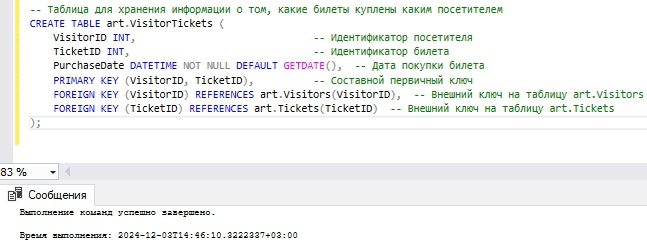 -- Таблица для хранения информации о том, какие билеты куплены каким посетителем
CREATE TABLE art.VisitorTickets (
VisitorID INT, -- Идентификатор посетителя
TicketID INT, -- Идентификатор билета
PurchaseDate DATETIME NOT NULL DEFAULT GETDATE(), -- Дата покупки билета
PRIMARY KEY (VisitorID, TicketID), -- Составной первичный ключ
FOREIGN KEY (VisitorID) REFERENCES art.Visitors(VisitorID), -- Внешний ключ на таблицу art.Visitors
FOREIGN KEY (TicketID) REFERENCES art.Tickets(TicketID) -- Внешний ключ на таблицу art.Tickets
);
83 %
Сообщения
Выполнение команд успешно завершено.
Время выполнения: 2024-12-03T14:46:10.3222337+03:00